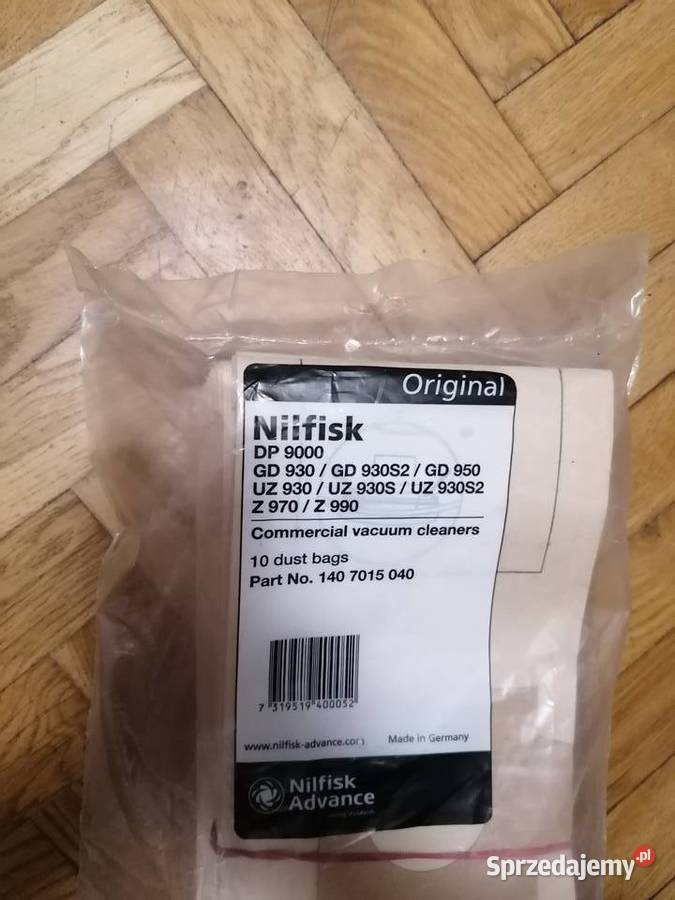 Original
Nilfisk
DP 9000
GD 930 / GD 930S2 / GD 950
UZ 930 / UZ 930S / UZ 930S2
Z 970 / Z 990
Commercial vacuum cleaners
10 dust bags
Part No. 140 7015 040
7 319519 400052
www.nilfisk-advance.com
Made in Germany
Nilfisk
Advance
Sprzedajemy.pl